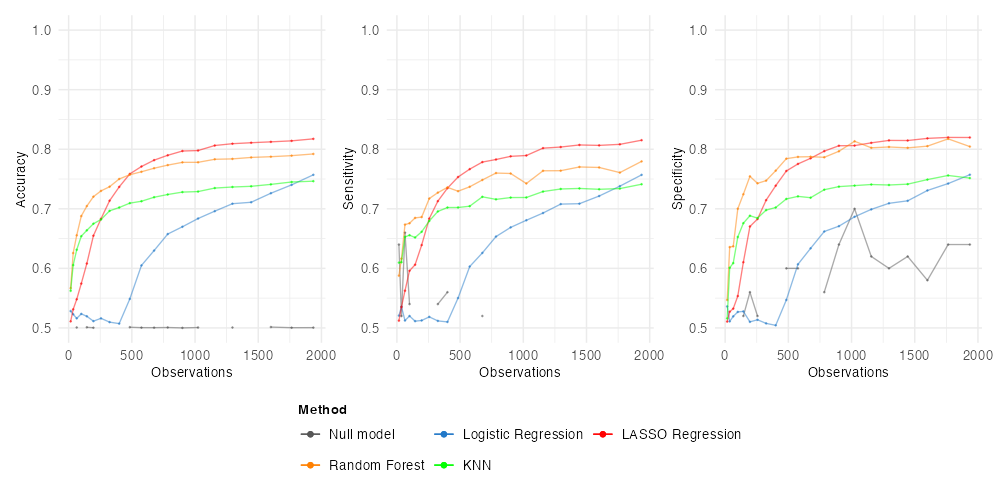 1.0
0.9
0.8
0.7
0.6
0.5
Accuracy
0 500 1000 1500 2000
Observations
1.0
0.9
0.8
0.7
0.6
0.5
Sensitivity
0 500 1000 1500 2000
Observations
1.0
0.9
0.8
0.7
0.6
0.5
Specificity
0 500 1000 1500 2000
Observations
Method
Null model Logistic Regression LASSO Regression
Random Forest KNN